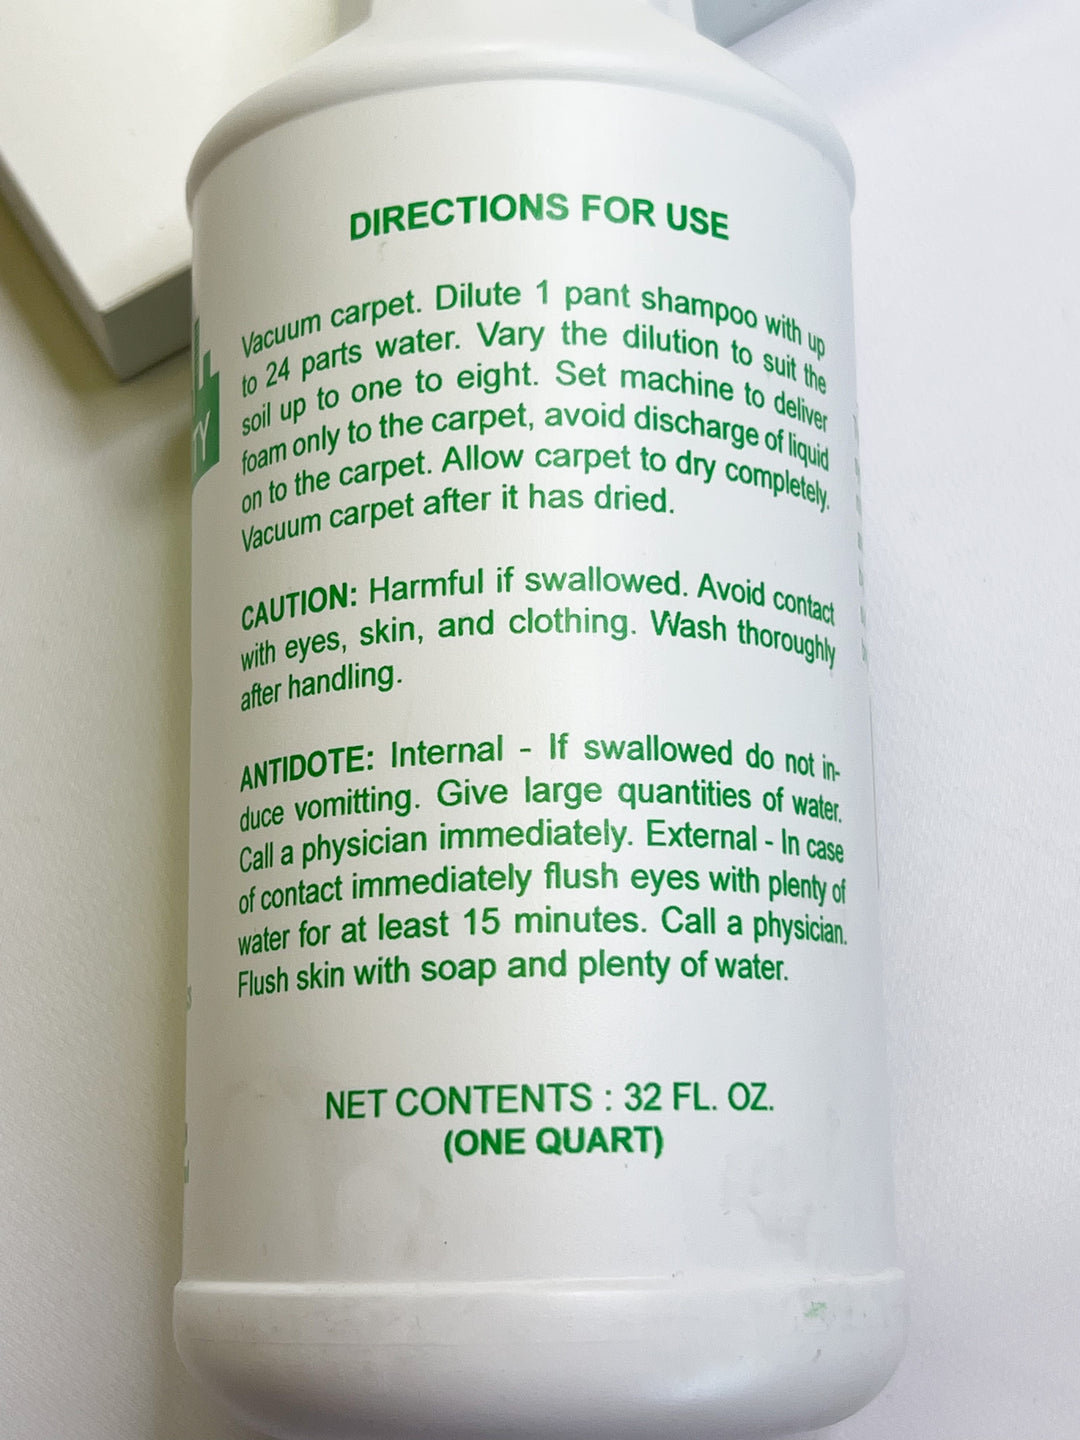 DIRECTIONS FOR USE
Vacuum carpet. Dilute 1 pant shampoo with up
to 24 parts water. Vary the dilution to suit the
soil up to one to eight. Set machine to deliver
foam only to the carpet, avoid discharge of liquid
on to the carpet. Allow carpet to dry completely.
Vacuum carpet after it has dried.
CAUTION: Harmful if swallowed. Avoid contact
with eyes, skin, and clothing. Wash thoroughly
after handling.
ANTIDOTE: Internal - If swallowed do not in-
duce vomitting. Give large quantities of water.
Call a physician immediately. External - In case
of contact immediately flush eyes with plenty of
water for at least 15 minutes. Call a physician.
Flush skin with soap and plenty of water.
NET CONTENTS : 32 FL. OZ.
(ONE QUART)